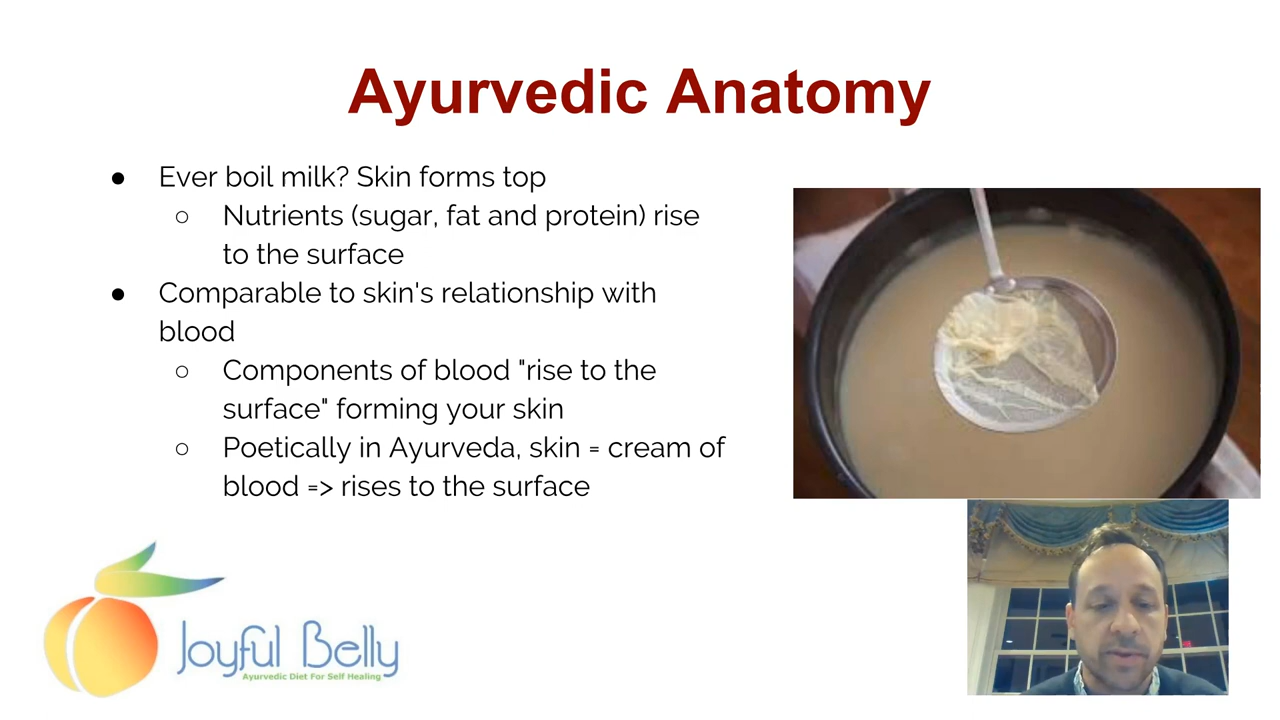 Ayurvedic Anatomy
● Ever boil milk? Skin forms top
○ Nutrients (sugar, fat and protein) rise
to the surface
● Comparable to skin's relationship with
blood
○ Components of blood "rise to the
surface" forming your skin
○ Poetically in Ayurveda, skin = cream of
blood => rises to the surface
Joyful Belly
Ayurvedic Diet For Self Healing